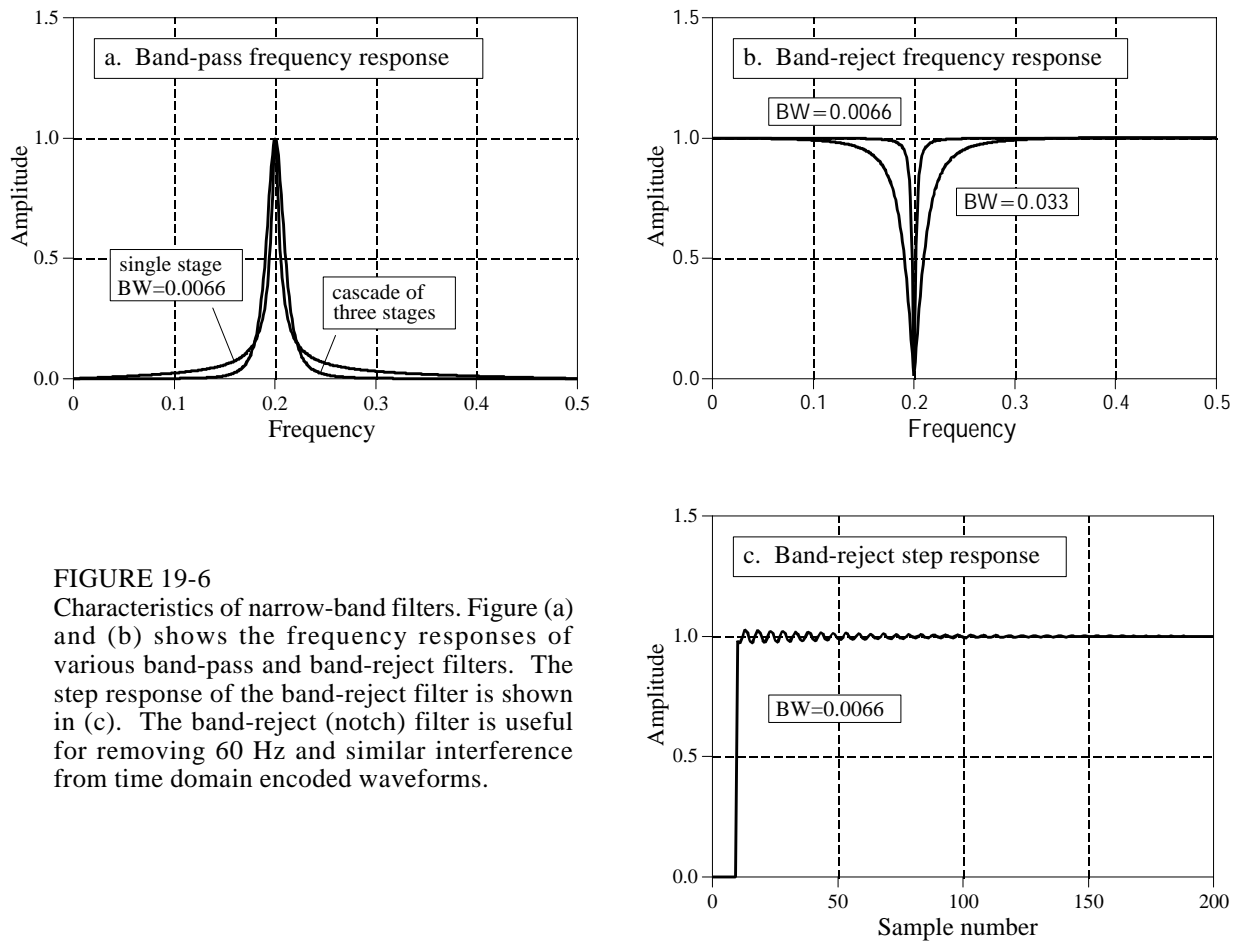 1.5
a. Band-pass frequency response
1.0
Amplitude
0.5
single stage
BW=0.0066
cascade of
three stages
0.0
0
0.1
0.2
0.3
0.4
0.5
Frequency
1.5
b. Band-reject frequency response
BW=0.0066
1.0
Amplitude
BW=0.033
0.5
0.0
0
0.1
0.2
0.3
0.4
0.5
Frequency
FIGURE 19-6
Characteristics of narrow-band filters. Figure (a)
and (b) shows the frequency responses of
various band-pass and band-reject filters. The
step response of the band-reject filter is shown
in (c). The band-reject (notch) filter is useful
for removing 60 Hz and similar interference
from time domain encoded waveforms.
1.5
c. Band-reject step response
1.0
Amplitude
BW=0.0066
0.5
0.0
0
50
100
150
200
Sample number